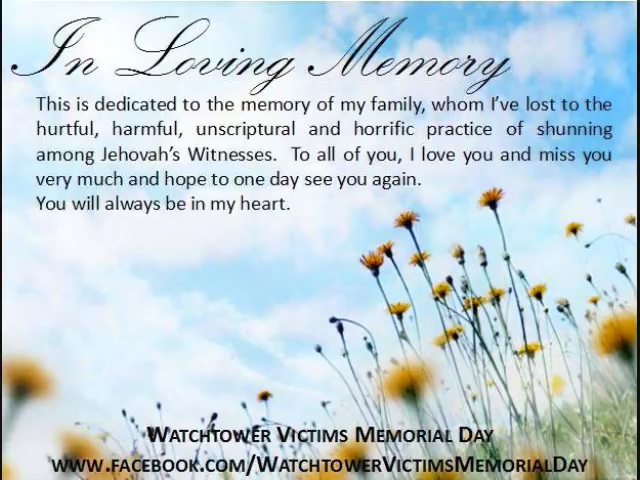 In Loving Memory
This is dedicated to the memory of my family, whom I've lost to the
hurtful, harmful, unscriptural and horrific practice of shunning
among Jehovah's Witnesses. To all of you, I love you and miss you
very much and hope to one day see you again.
You will always be in my heart.
Watchtower Victims Memorial Day
www.facebook.com/WatchtowerVictimsMemorialDay